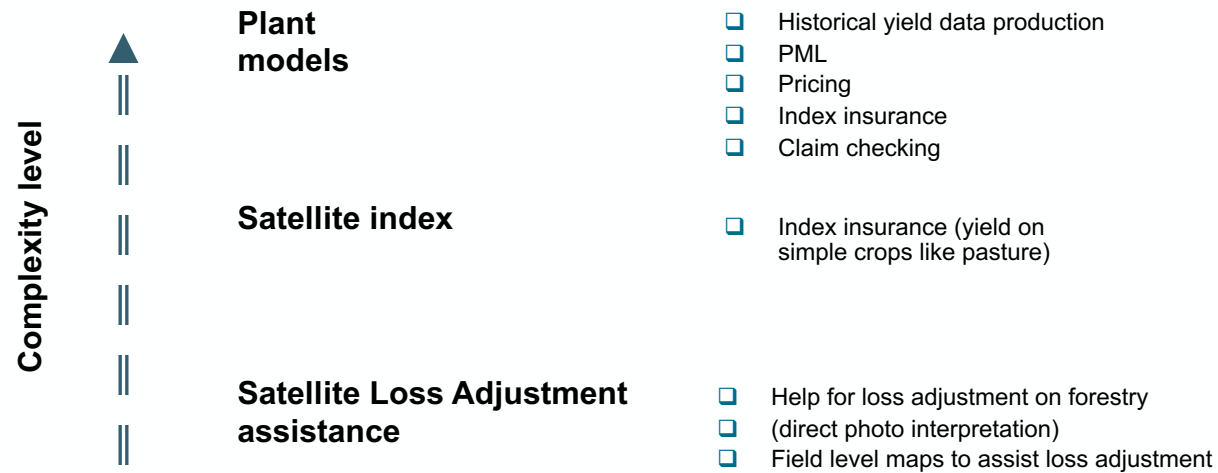 Complexity level
Plant
models
❑ Historical yield data production
❑ PML
❑ Pricing
❑ Index insurance
❑ Claim checking
Satellite index
❑ Index insurance (yield on
simple crops like pasture)
Satellite Loss Adjustment
assistance
❑ Help for loss adjustment on forestry
❑ (direct photo interpretation)
❑ Field level maps to assist loss adjustment